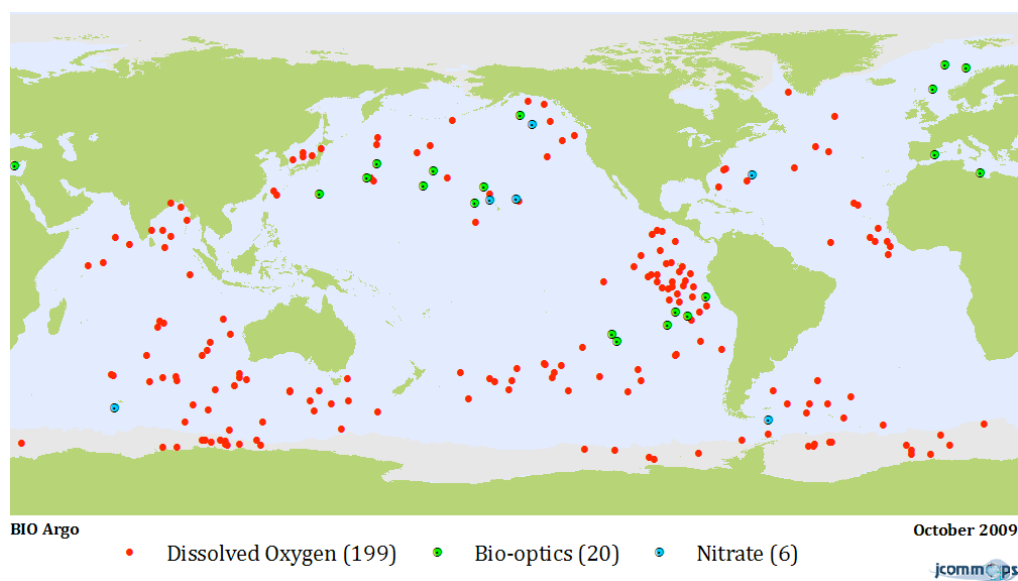 BIO Argo
October 2009
Dissolved Oxygen (199)
Bio-optics (20)
Nitrate (6)
jcommops